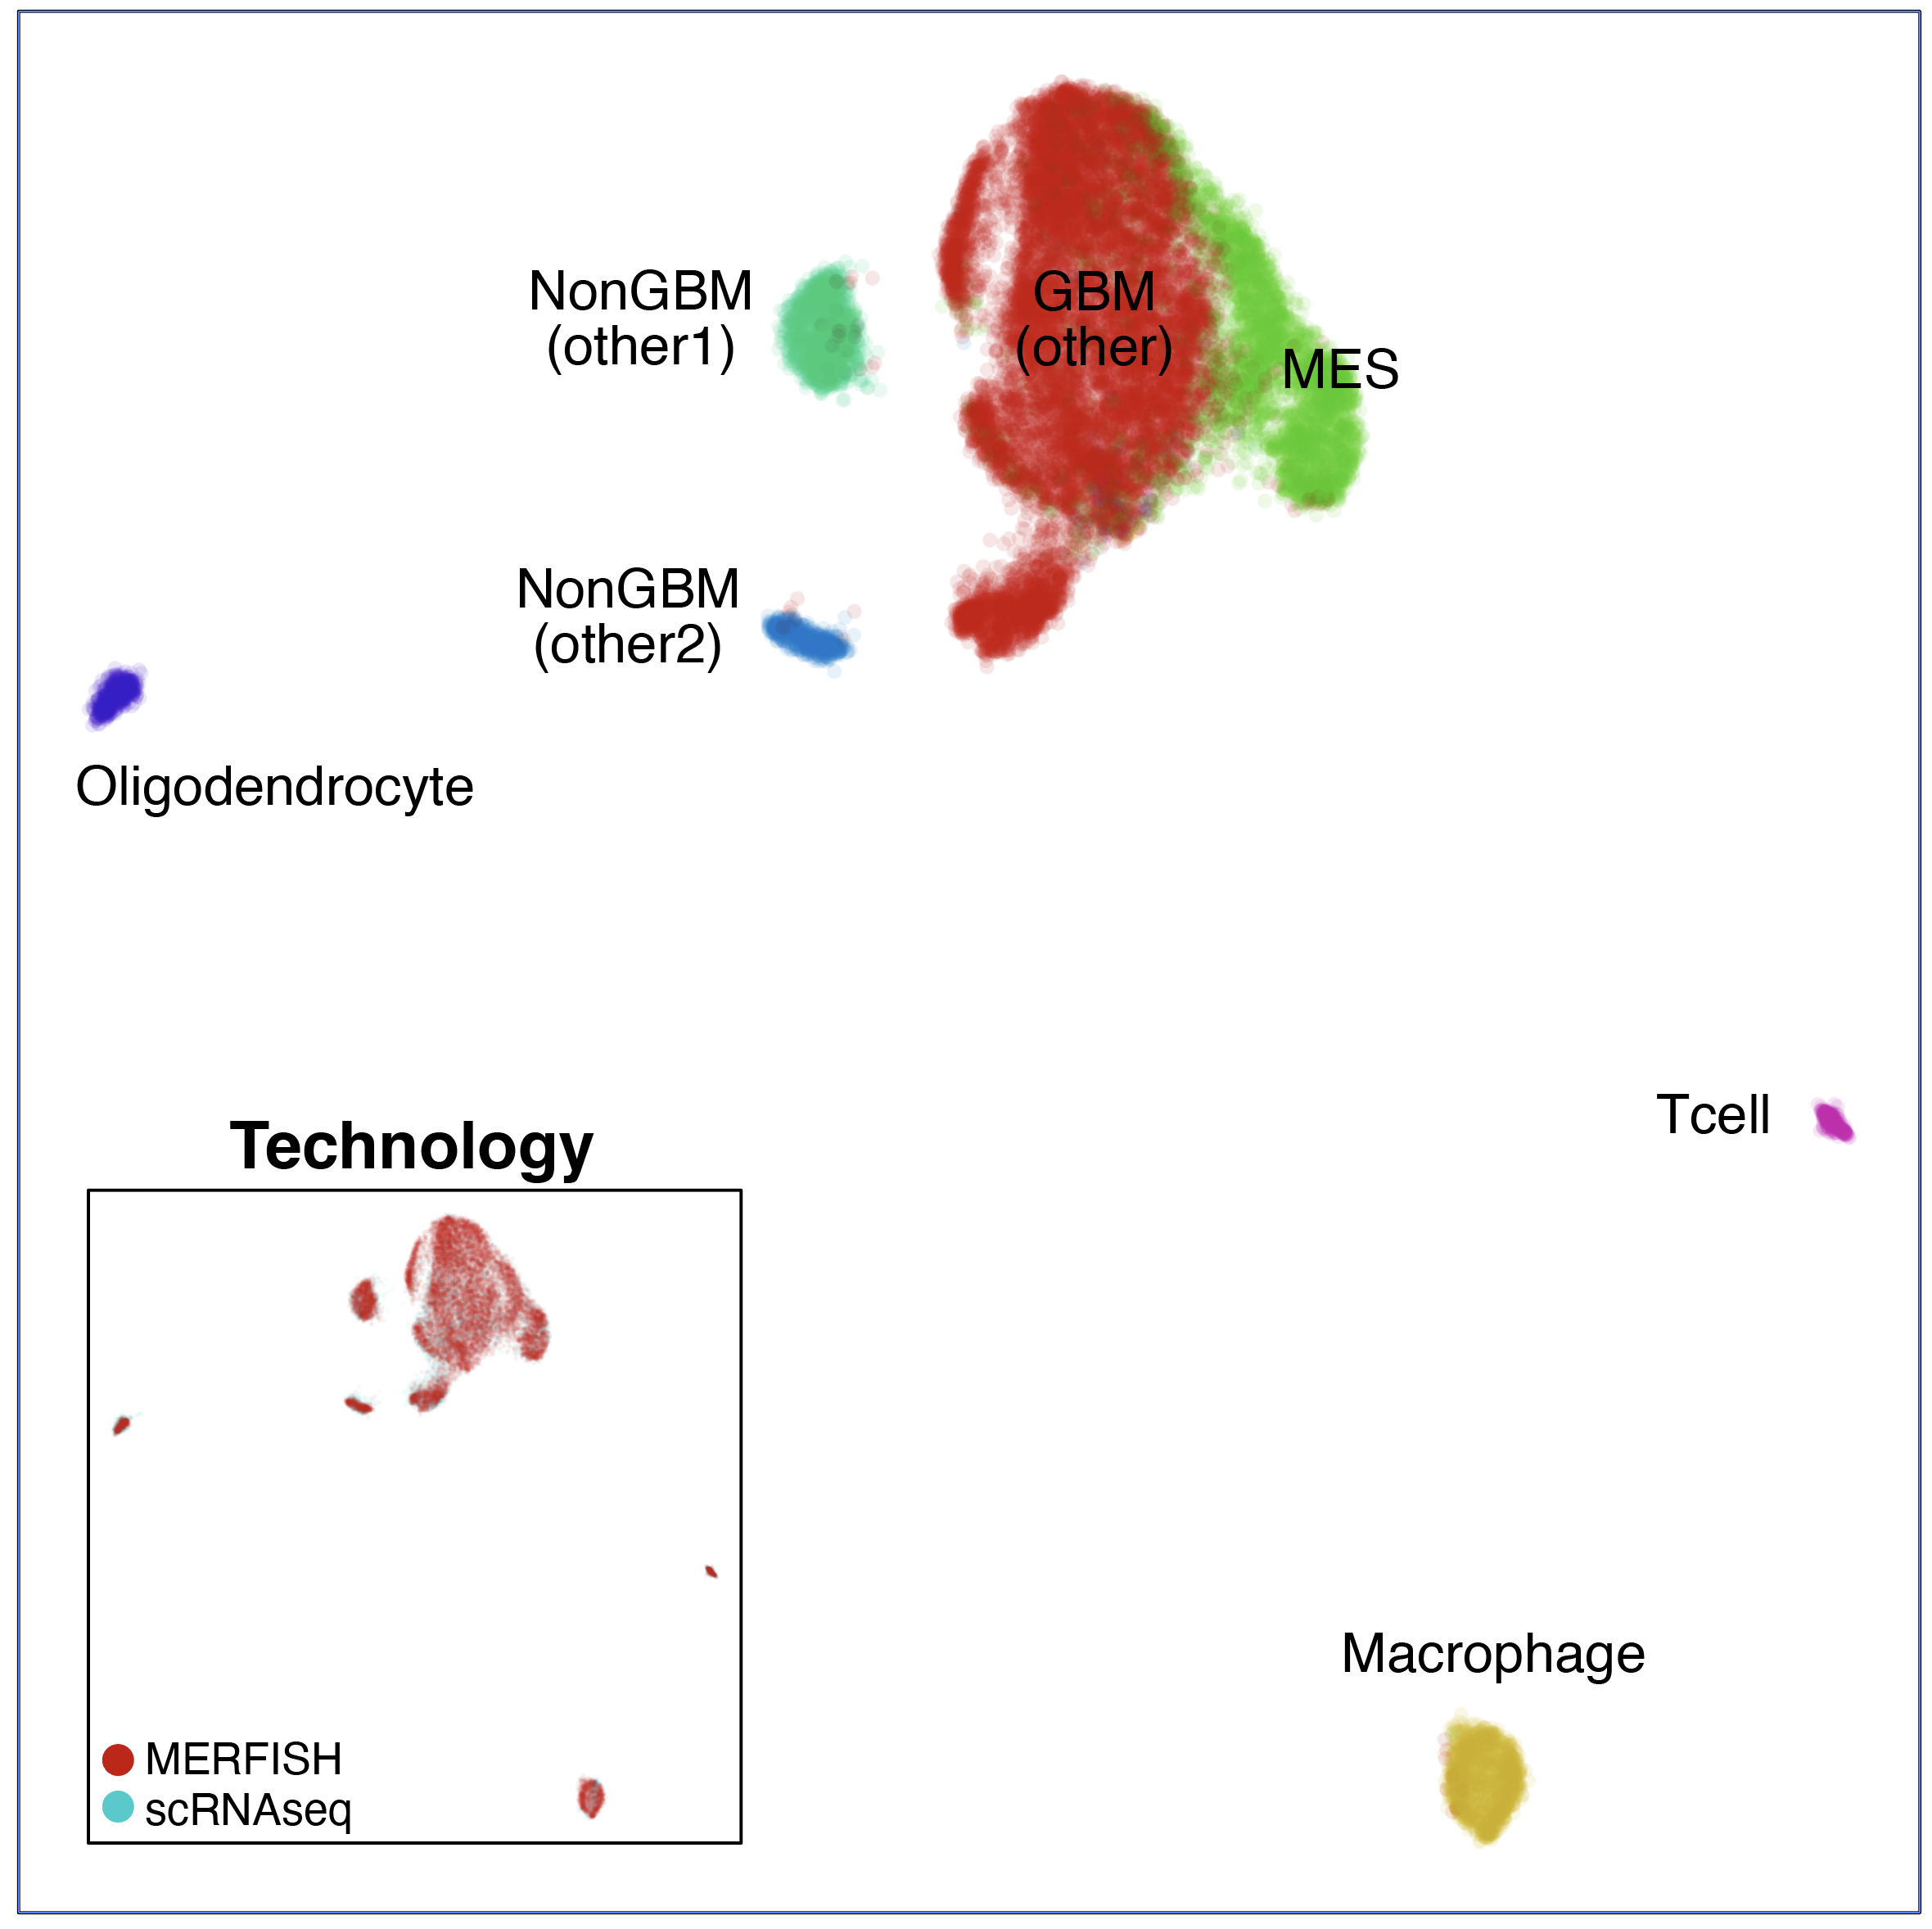 NonGBM
(other1)
GBM
(other)
MES
NonGBM
(other2)
Oligodendrocyte
Tcell
Technology
Macrophage
MERFISH
scRNAseq